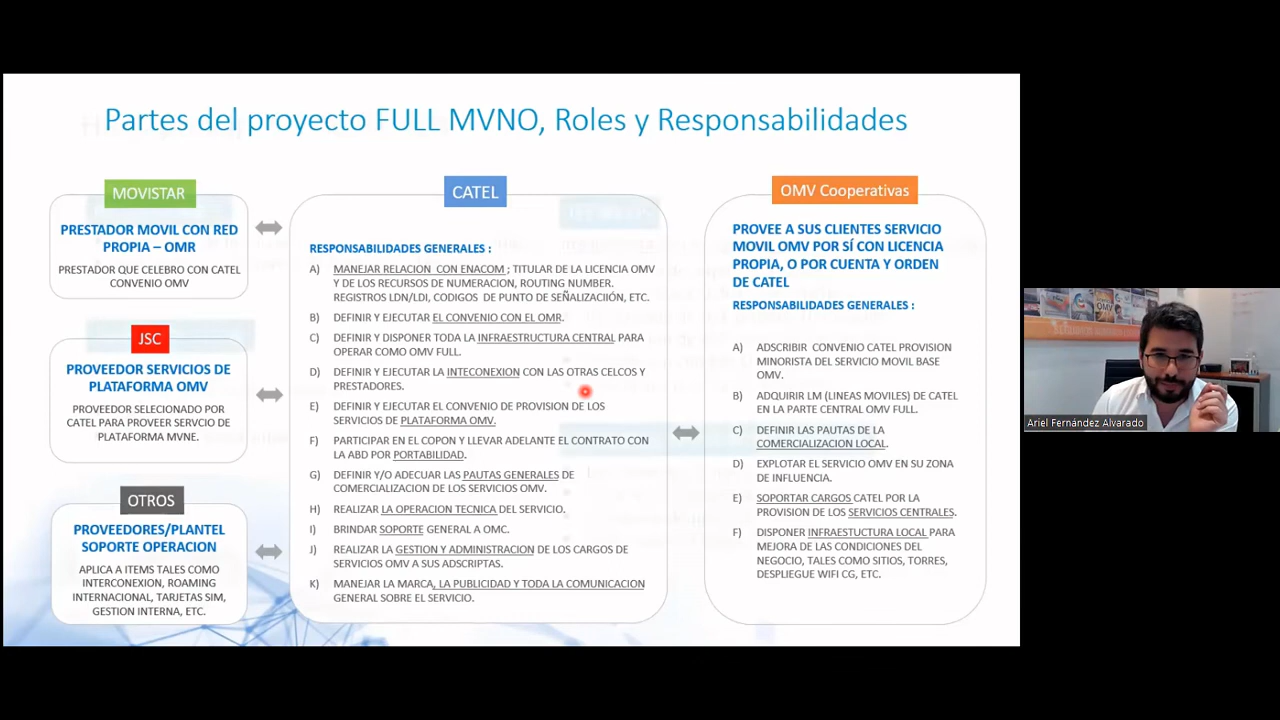 Partes del proyecto FULL MVNO, Roles y Responsabilidades
MOVISTAR
PRESTADOR MOVIL CON RED
PROPIA – OMR
PRESTADOR QUE CELEBRO CON CATEL
CONVENIO OMV
JSC
PROVEEDOR SERVICIOS DE
PLATAFORMA OMV
PROVEEDOR SELECCIONADO POR
CATEL PARA PROVEER SERVCIO DE
PLATAFORMA MVNE.
OTROS
PROVEEDORES/PLANTEL
SOPORTE OPERACION
APLICA A ITEMS TALES COMO
INTERCONEXION, ROAMING
INTERNACIONAL, TARJETAS SIM,
GESTION INTERNA, ETC.
CATEL
RESPONSABILIDADES GENERALES :
A) MANEJAR RELACION CON ENACOM ; TITULAR DE LA LICENCIA OMV
Y DE LOS RECURSOS DE NUMERACION, ROUTING NUMBER.
REGISTROS LDN/LDI, CODIGOS DE PUNTO DE SEÑALIZACIIÓN, ETC.
B) DEFINIR Y EJECUTAR EL CONVENIO CON EL OMR.
C) DEFINIR Y DISPONER TODA LA INFRAESTRUCTURA CENTRAL PARA
OPERAR COMO OMV FULL.
D) DEFINIR Y EJECUTAR LA INTECONEXION CON LAS OTRAS CELCOS Y
PRESTADORES.
E) DEFINIR Y EJECUTAR EL CONVENIO DE PROVISION DE LOS
SERVICIOS DE PLATAFORMA OMV.
F) PARTICIPAR EN EL COPON Y LLEVAR ADELANTE EL CONTRATO CON
LA ABD POR PORTABILIDAD.
G) DEFINIR Y/O ADECUAR LAS PAUTAS GENERALES DE
COMERCIALIZACION DE LOS SERVICIOS OMV.
H) REALIZAR LA OPERACION TECNICA DEL SERVICIO.
I) BRINDAR SOPORTE GENERAL A OMC.
J) REALIZAR LA GESTION Y ADMINISTRACION DE LOS CARGOS DE
SERVICIOS OMV A SUS ADSCRIPTAS.
K) MANEJAR LA MARCA, LA PUBLICIDAD Y TODA LA COMUNICACION
GENERAL SOBRE EL SERVICIO.
OMV Cooperativas
PROVEE A SUS CLIENTES SERVICIO
MOVIL OMV POR SÍ CON LICENCIA
PROPIA, O POR CUENTA Y ORDEN
DE CATEL
RESPONSABILIDADES GENERALES :
A) ADSCRIBIR CONVENIO CATEL PROVISION
MINORISTA DEL SERVICIO MOVIL BASE
OMV.
B) ADQUIRIR LM (LINEAS MOVILES) DE CATEL
EN LA PARTE CENTRAL OMV FULL.
C) DEFINIR LAS PAUTAS DE LA
COMERCIALIZACION LOCAL.
D) EXPLOTAR EL SERVICIO OMV EN SU ZONA
DE INFLUENCIA.
E) SOPORTAR CARGOS CATEL POR LA
PROVISION DE LOS SERVICIOS CENTRALES.
F) DISPONER INFRAESTUCTURA LOCAL PARA
MEJORA DE LAS CONDICIONES DEL
NEGOCIO, TALES COMO SITIOS, TORRES,
DESPLIEGUE WIFI CG, ETC.
OMV
Ariel Fernández Alvarado